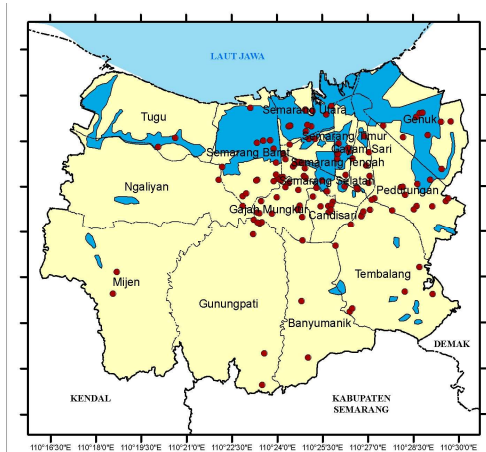 LAUT JAWA
Tugu
Semarang Utara
Genuk
Semarang Timur
Gayam Sari
Semarang Barat
Semarang Tengah
Ngaliyan
Semarang Selatan
Pedurungan
Gajah Mungkur
Candisari
Mijen
Tembalang
Gunungpati
Banyumanik
DEMAK
KENDAL
KABUPATEN
SEMARANG
110°16'30"E 110°18'0"E 110°19'30"E 110°21'0"E 110°22'30"E 110°24'0"E 110°25'30"E 110°27'0"E 110°28'30"E 110°30'0"E